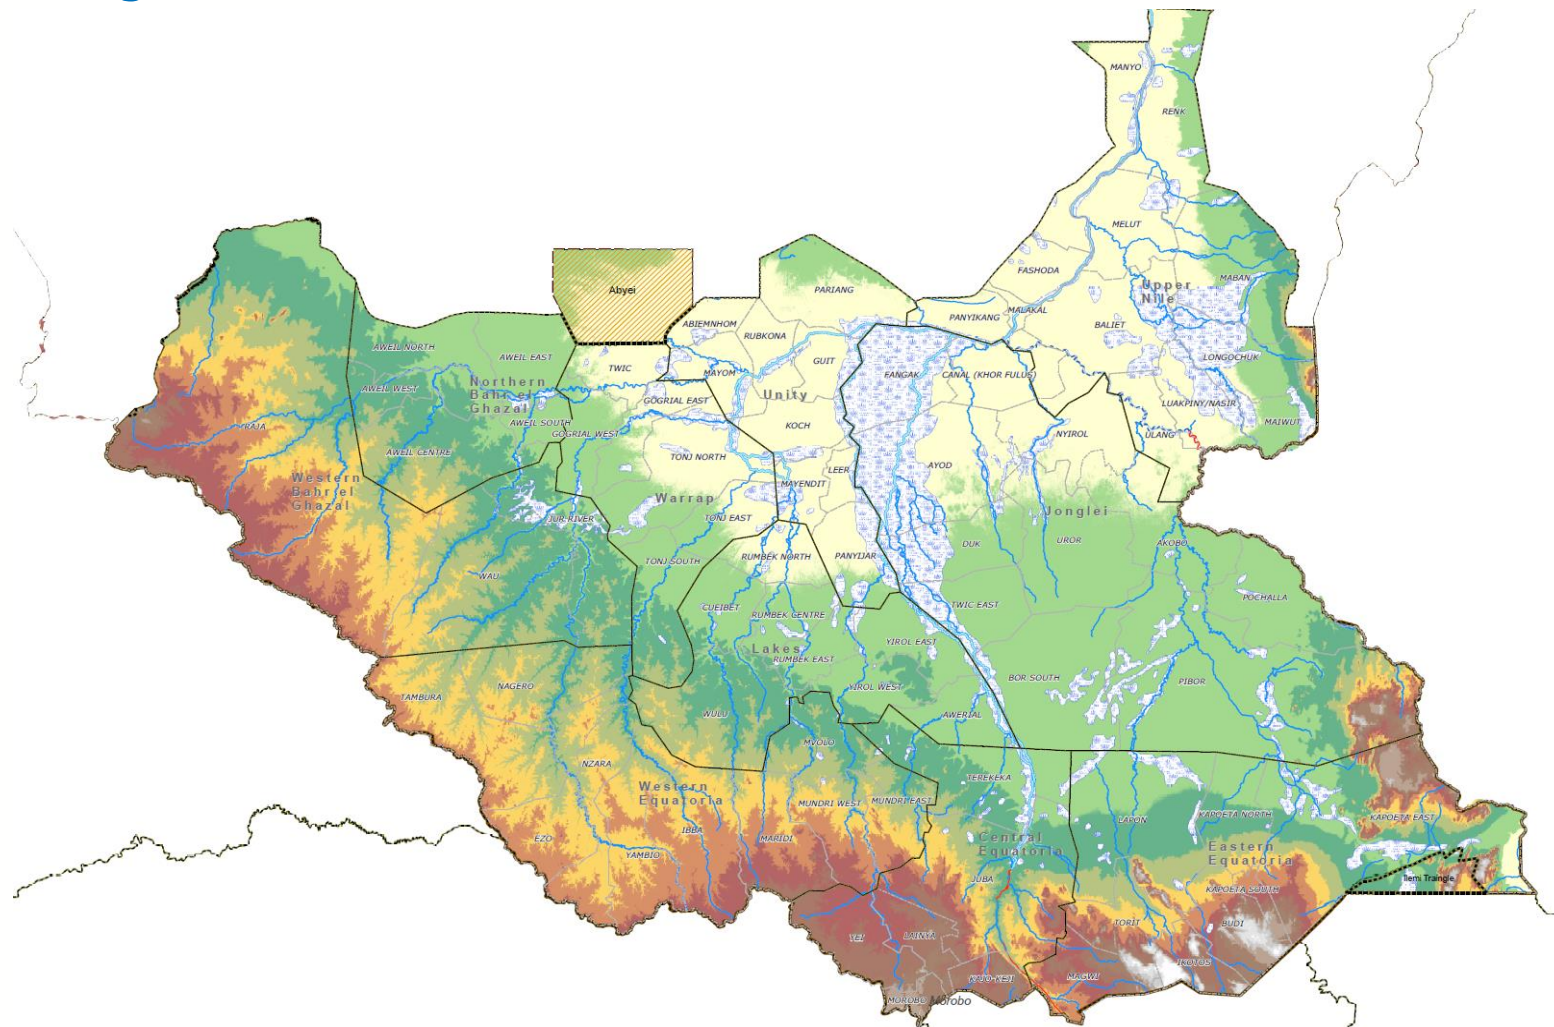 MANYO
RENK
MELUT
FASHODA
MABAN
Upper
Nile
Abyei
PARIANG
MALAKAL
PANYIKANG
BALIET
ABIEMNHOM
RUBKONA
AWEIL NORTH
AWEIL EAST
TWIC
MAYOM
GUIT
FANGAK
CANAL (KHOR FULUS)
LONGOCHUK
AWEIL WEST
Northern
Bahr el
Ghazal
Unity
GOGRIAL EAST
LUAKPINY/NASIR
MAIWUT
RAJA
AWEIL SOUTH
GOGRIAL WEST
KOCH
NYIROL
ULANG
AWEIL CENTRE
TONJ NORTH
LEER
AYOD
Western
Bahr el
Ghazal
MAYENDIT
Warrap
Jonglei
JUR RIVER
TONJ EAST
DUK
UROR
AKOBO
TONJ SOUTH
RUMBEK NORTH
PANYIJAR
WAU
CUEIBET
RUMBEK CENTRE
TWIC EAST
POCHALLA
Lakes
RUMBEK EAST
YIROL EAST
TAMBURA
NAGERO
YIROL WEST
BOR SOUTH
PIBOR
WULU
AWERIAL
MVOLO
NZARA
TEREKEKA
Western
Equatoria
MUNDRI WEST
MUNDRI EAST
LAPON
KAPOETA NORTH
KAPOETA EAST
EZO
YAMBIO
IBBA
MARIDI
Central
Equatoria
Eastern
Equatoria
JUBA
KAPOETA SOUTH
Ilemi Traingle
YEI
LAINYA
TORIT
BUDI
KAJO-KEJI
MAGWI
IKOTOS
MOROBO
Morobo